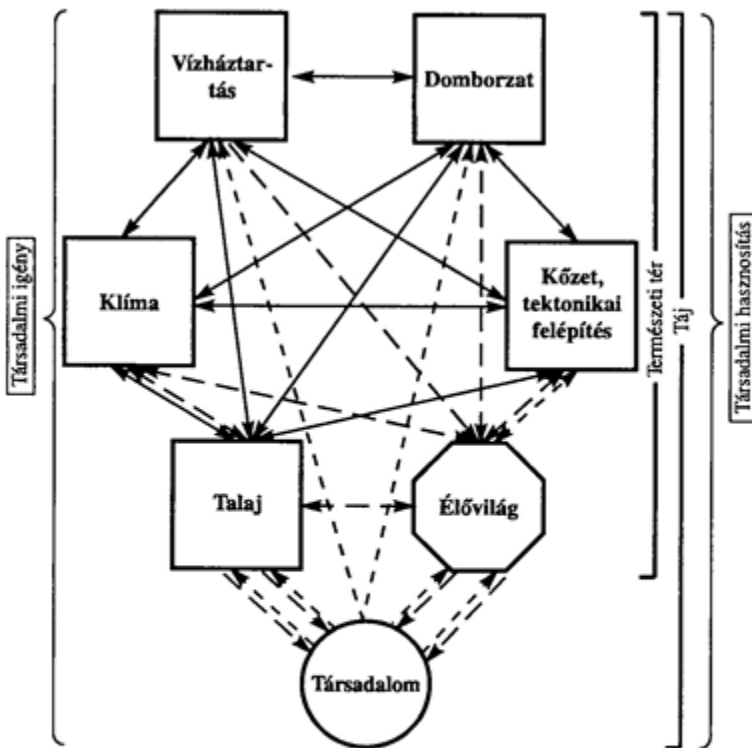 Vízháztar-
tás
Domborzat
Klíma
Kőzet,
tektonikai
felépítés
Talaj
Élővilág
Társadalom
Társadalmi igény
Természeti tér
Táj
Társadalmi hasznosítás